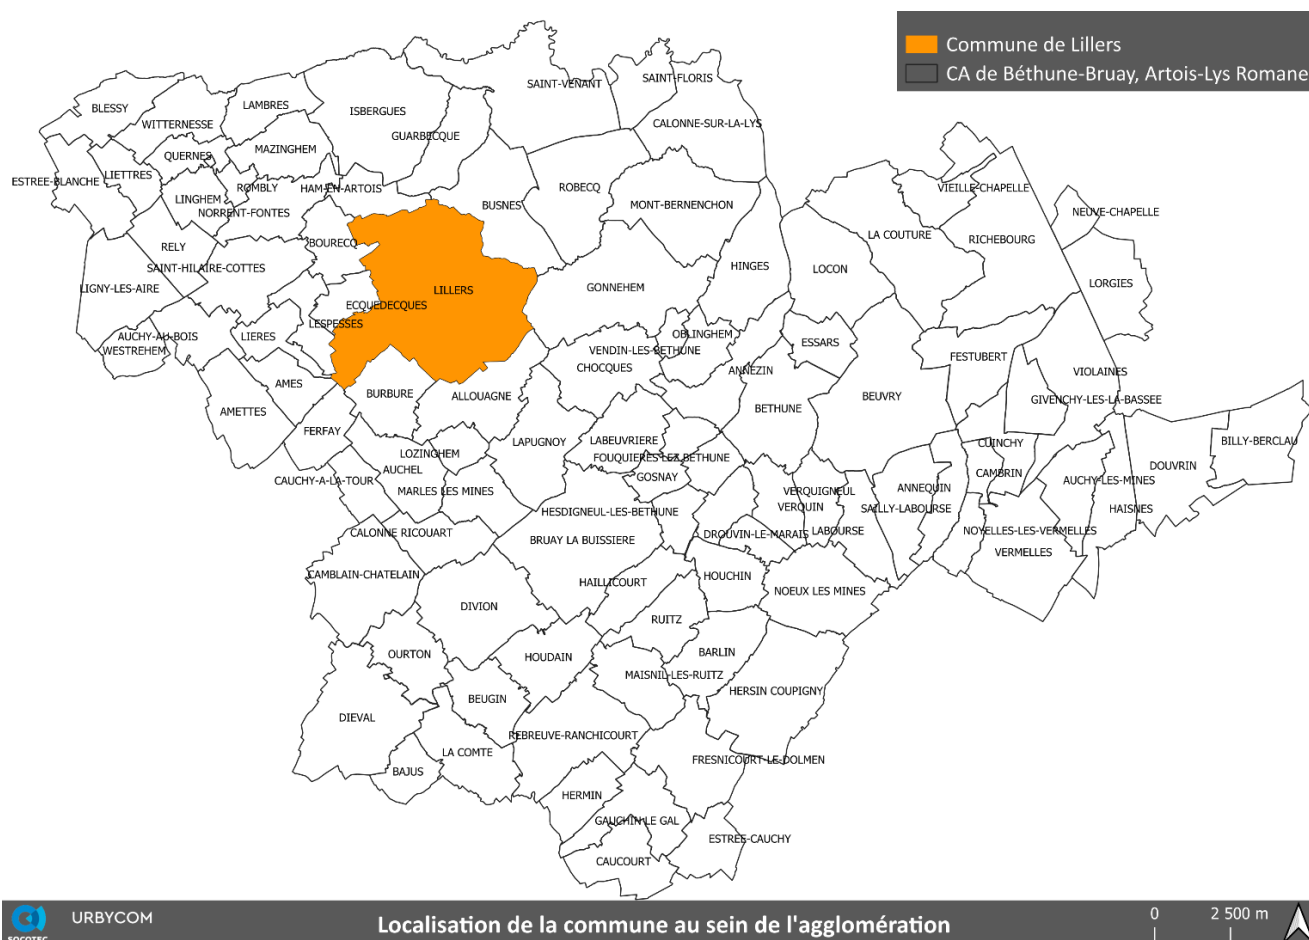 Commune de Lillers
CA de Béthune-Bruay, Artois-Lys Romane
SAINT-FLORIS
SAINT-VENANT
BLESSY
LAMBRES
ISBERGUES
WITTERNESSE
CALONNE-SUR-LA-LYS
GUARBECQUE
MAZINGHEM
QUERNES
LIETTRES
ESTREE-BLANCHE
ROMBLY
HAM-EN-ARTOIS
ROBECQ
VIEILLE-CHAPELLE
LINGHEM
BUSNES
MONT-BERNENCHON
NORRENT-FONTES
NEUVE-CHAPELLE
LA COUTURE
RICHEBOURG
BOURECQ
RELY
HINGES
LOCON
SAINT-HILAIRE-COTTES
LORGIES
LIGNY-LES-AIRE
LILLERS
GONNEHEM
ECQUEDECQUES
LESPESSES
AUCHY-AU-BOIS
LIERES
OBLINGHEM
ESSARS
WESTREHEM
VENDIN-LES-BETHUNE
FESTUBERT
CHOCQUES
ANNEZIN
VIOLAINES
AMES
BURBURE
ALLOUAGNE
BEUVRY
GIVENCHY-LES-LA-BASSEE
AMETTES
BETHUNE
FERFAY
LAPUGNOY
LABEUVRIERE
CUINCHY
BILLY-BERCLAU
LOZINGHEM
FOUQUIERES-LEZ-BETHUNE
DOUVRIN
AUCHEL
CAMBRIN
CAUCHY-A-LA-TOUR
GOSNAY
AUCHY-LES-MINES
MARLES LES MINES
VERQUIGNEUL
ANNEQUIN
VERQUIN
SAILLY-LABOURSE
HAISNES
HESDIGNEUL-LES-BETHUNE
CALONNE RICOUART
DROUVIN-LE-MARAIS
LABOURSE
NOYELLES-LES-VERMELLES
BRUAY LA BUISSIERE
VERMELLES
CAMBLAIN-CHATELAIN
HAILLICOURT
HOUCHIN
NOEUX LES MINES
DIVION
RUITZ
OURTON
HOUDAIN
BARLIN
MAISNIL-LES-RUITZ
HERSIN COUPIGNY
BEUGIN
DIEVAL
REBREUVE-RANCHICOURT
LA COMTE
FRESNICOURT-LE-DOLMEN
BAJUS
HERMIN
GAUCHIN LE GAL
ESTREE-CAUCHY
CAUCOURT
SOCOTEC
URBYCOM
Localisation de la commune au sein de l'agglomération
0 2 500 m